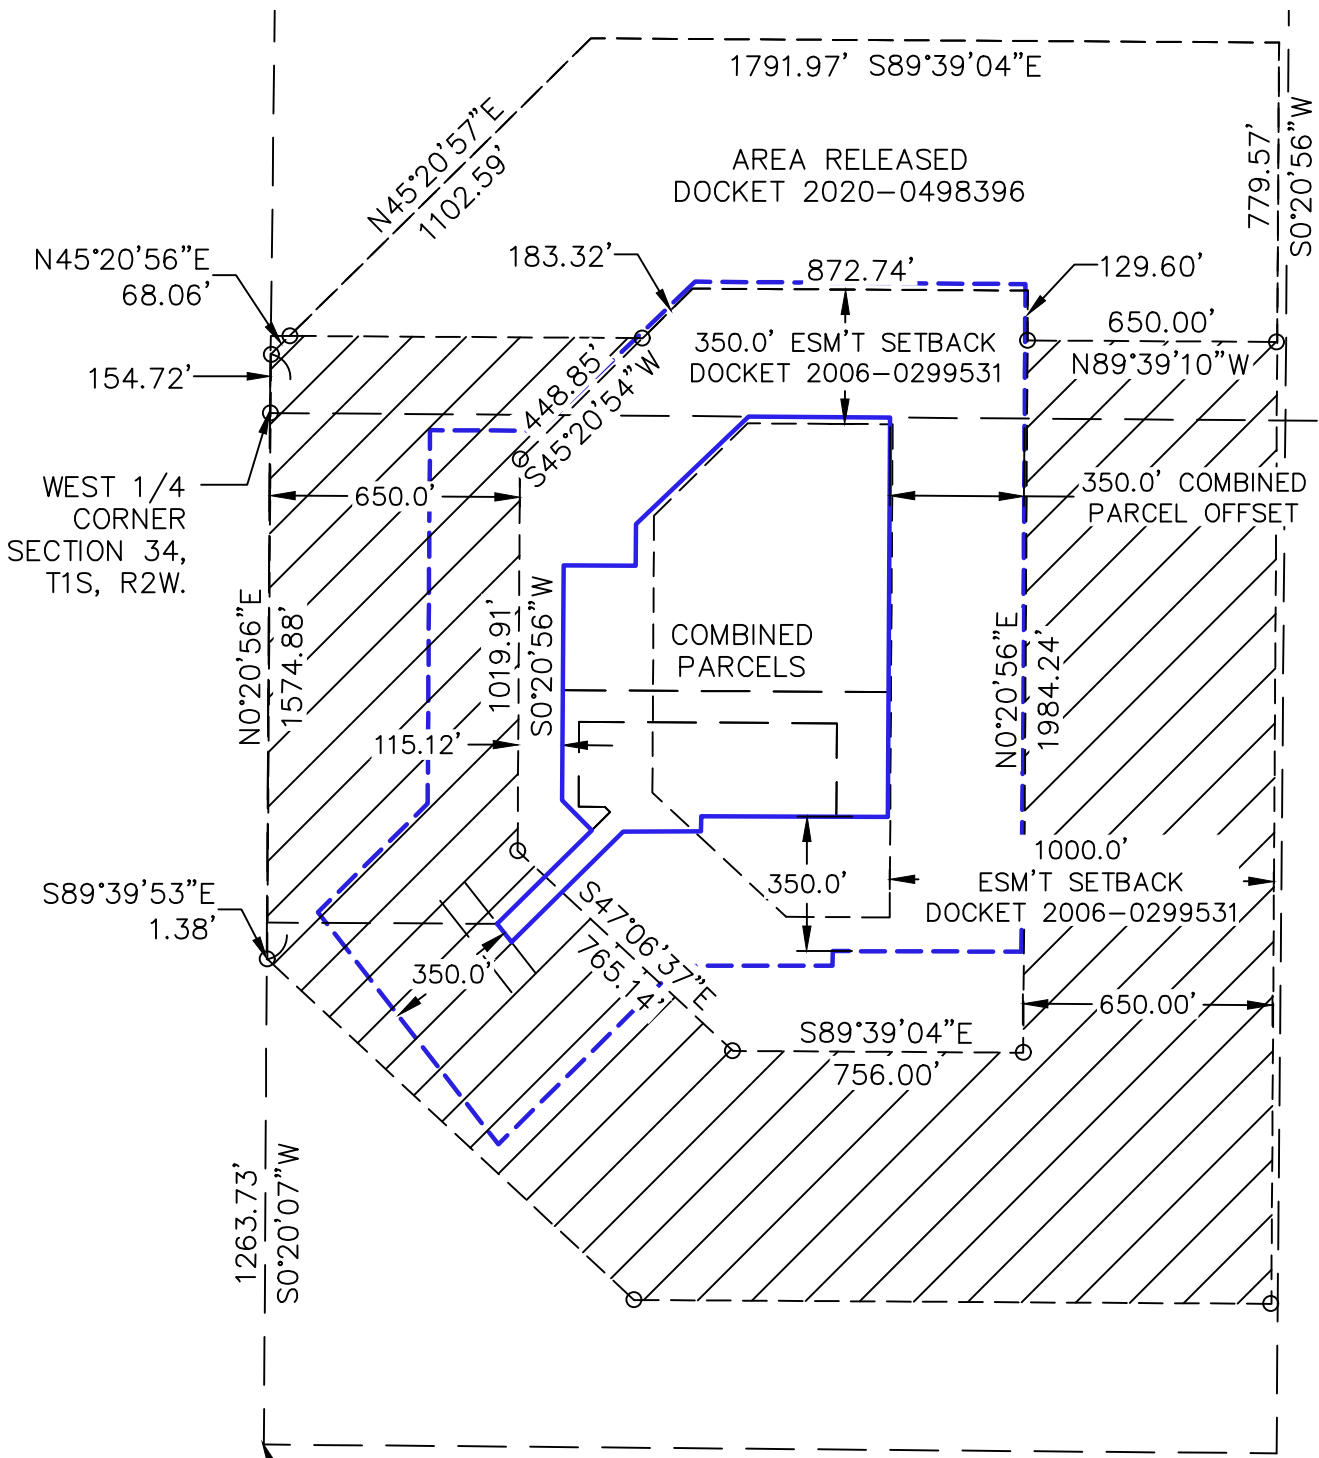 1791.97' S89°39'04"E
N45°20'57"E
1102.59'
779.57'
S0°20'56"W
AREA RELEASED
DOCKET 2020-0498396
N45°20'56"E
68.06'
183.32'
872.74'
129.60'
650.00'
N89°39'10"W
350.0' ESM'T SETBACK
DOCKET 2006-0299531
154.72'
448.85'
S45°20'54"W
WEST 1/4
CORNER
SECTION 34,
T1S, R2W.
650.0'
350.0' COMBINED
PARCEL OFFSET
N0°20'56"E
1574.88'
1019.91'
S0°20'56"W
COMBINED
PARCELS
N0°20'56"E
1984.24'
115.12'
1000.0'
ESM'T SETBACK
DOCKET 2006-0299531
350.0'
S89°39'53"E
1.38'
S47°06'37"E
765.14'
350.0'
650.00'
S89°39'04"E
756.00'
1263.73'
S0°20'07"W